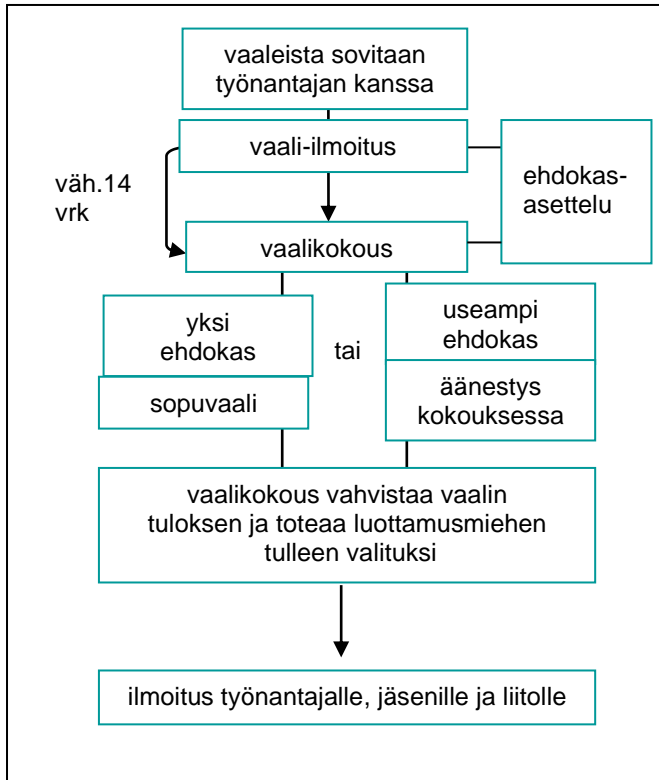 vaaleista sovitaan
työnantajan kanssa
vaali-ilmoitus
ehdokas-
asettelu
väh.14
vrk
vaalikokous
yksi
ehdokas
tai
useampi
ehdokas
sopuvaali
äänestys
kokouksessa
vaalikokous vahvistaa vaalin
tuloksen ja toteaa luottamusmiehen
tulleen valituksi
ilmoitus työnantajalle, jäsenille ja liitolle